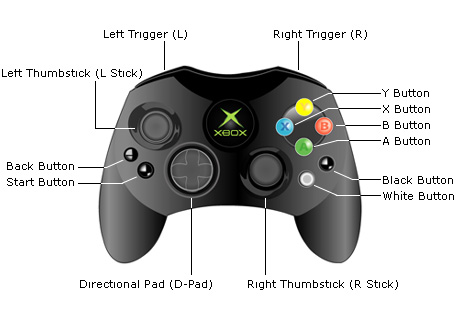 Left Trigger (L)
Right Trigger (R)
Left Thumbstick (L Stick)
Y Button
X Button
B Button
A Button
Y
X
B
A
XBOX
Back Button
Start Button
Black Button
White Button
Directional Pad (D-Pad)
Right Thumbstick (R Stick)